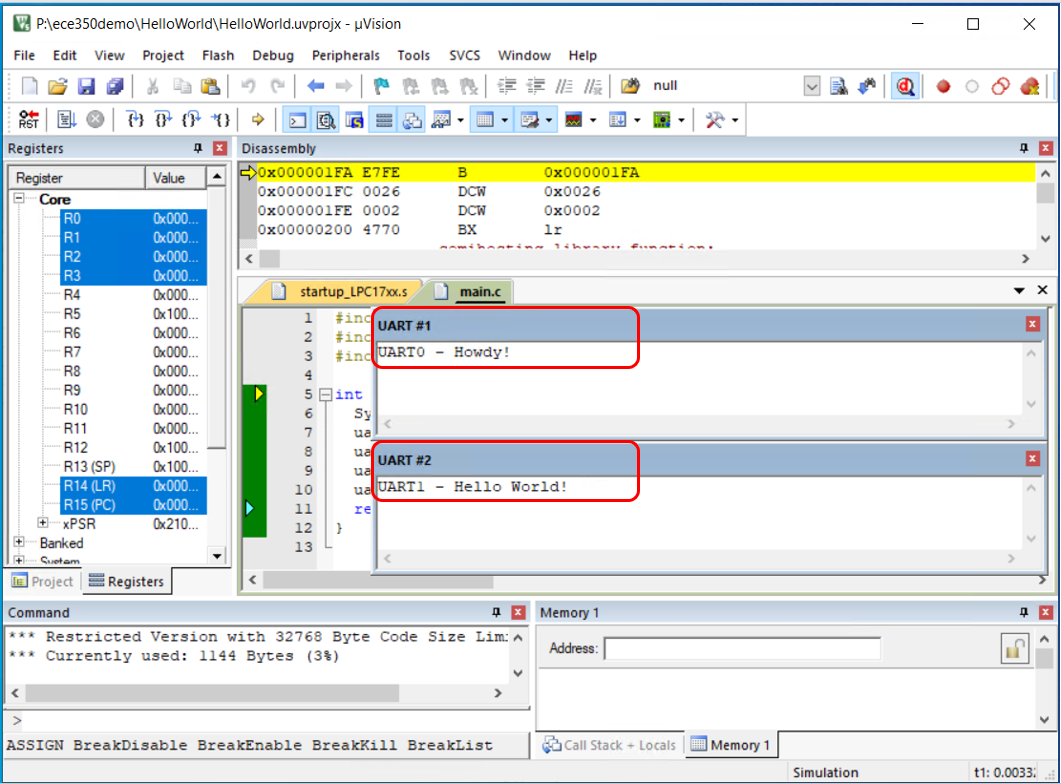 P:\ece350demo\HelloWorld\HelloWorld.uvprojx - µVision
File Edit View Project Flash Debug Peripherals Tools SVCS Window Help
null
RST
Registers
Register Value
Core
R0 0x000...
R1 0x000...
R2 0x000...
R3 0x000...
R4 0x000...
R5 0x100...
R6 0x000...
R7 0x000...
R8 0x000...
R9 0x000...
R10 0x000...
R11 0x000...
R12 0x100...
R13 (SP) 0x100...
R14 (LR) 0x000...
R15 (PC) 0x000...
xPSR 0x210...
Banked
System
Project Registers
Disassembly
0x000001FA E7FE B 0x000001FA
0x000001FC 0026 DCW 0x0026
0x000001FE 0002 DCW 0x0002
0x00000200 4770 BX lr
semihosting library function:
startup_LPC17xx.s main.c
1 #inc
2 #inc
3 #inc
4
5 int
6 Sy
7 ua
8 ua
9 ua
10 ua
11 re
12 }
13
UART #1
UART0 - Howdy!
UART #2
UART1 - Hello World!
Command
*** Restricted Version with 32768 Byte Code Size Limi
*** Currently used: 1144 Bytes (3%)
>
ASSIGN BreakDisable BreakEnable BreakKill BreakList
Memory 1
Address:
Call Stack + Locals Memory 1
Simulation t1: 0.0033